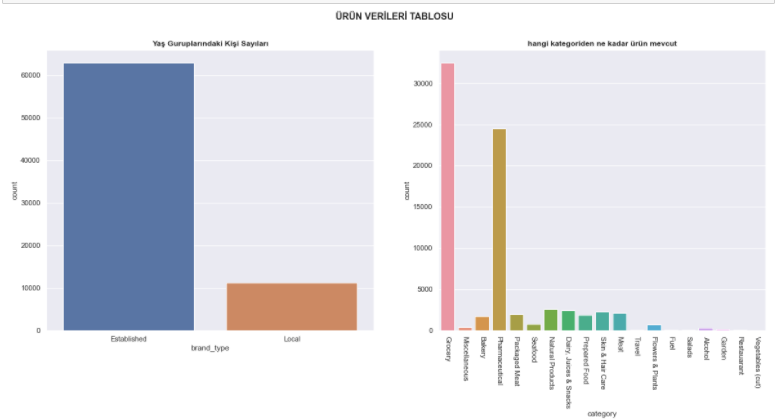 ÜRÜN VERİLERİ TABLOSU
Yaş Guruplarındaki Kişi Sayıları
60000
50000
40000
30000
20000
10000
0
count
Established
Local
brand_type
hangi kategoriden ne kadar ürün mevcut
30000
25000
20000
15000
10000
5000
0
count
Grocery
Miscellaneous
Bakery
Pharmaceutical
Packaged Meat
Seafood
Natural Products
Dairy, Juices & Snacks
Prepared Food
Skin & Hair Care
Meat
Travel
Flowers & Plants
Fuel
Salads
Alcohol
Garden
Restauarant
Vegetables (cut)
category